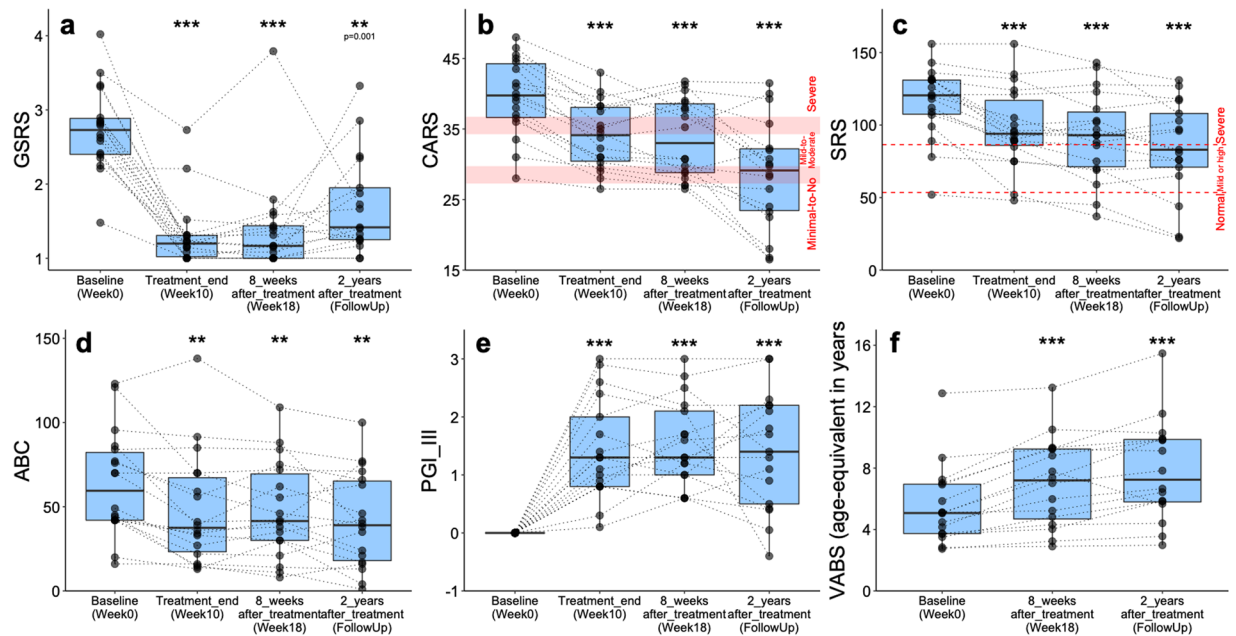 a
GSRS
4
3
2
1
***
***
**
p=0.001
Baseline
(Week0)
Treatment_end
(Week10)
8_weeks
after_treatment
(Week18)
2_years
after_treatment
(FollowUp)
b
CARS
45
35
25
15
***
***
***
Severe
Mild-to-
Moderate
Minimal-to-No
Baseline
(Week0)
Treatment_end
(Week10)
8_weeks
after_treatment
(Week18)
2_years
after_treatment
(FollowUp)
c
SRS
150
100
50
0
***
***
***
Severe
Mild or high
Normal
Baseline
(Week0)
Treatment_end
(Week10)
8_weeks
after_treatment
(Week18)
2_years
after_treatment
(FollowUp)
d
ABC
150
100
50
0
**
**
**
Baseline
(Week0)
Treatment_end
(Week10)
8_weeks
after_treatment
(Week18)
2_years
after_treatment
(FollowUp)
e
PGI_III
3
2
1
0
-1
***
***
***
Baseline
(Week0)
Treatment_end
(Week10)
8_weeks
after_treatment
(Week18)
2_years
after_treatment
(FollowUp)
f
VABS (age-equivalent in years
16
12
8
4
0
***
***
Baseline
(Week0)
8_weeks
after_treatment
(Week18)
2_years
after_treatment
(FollowUp)